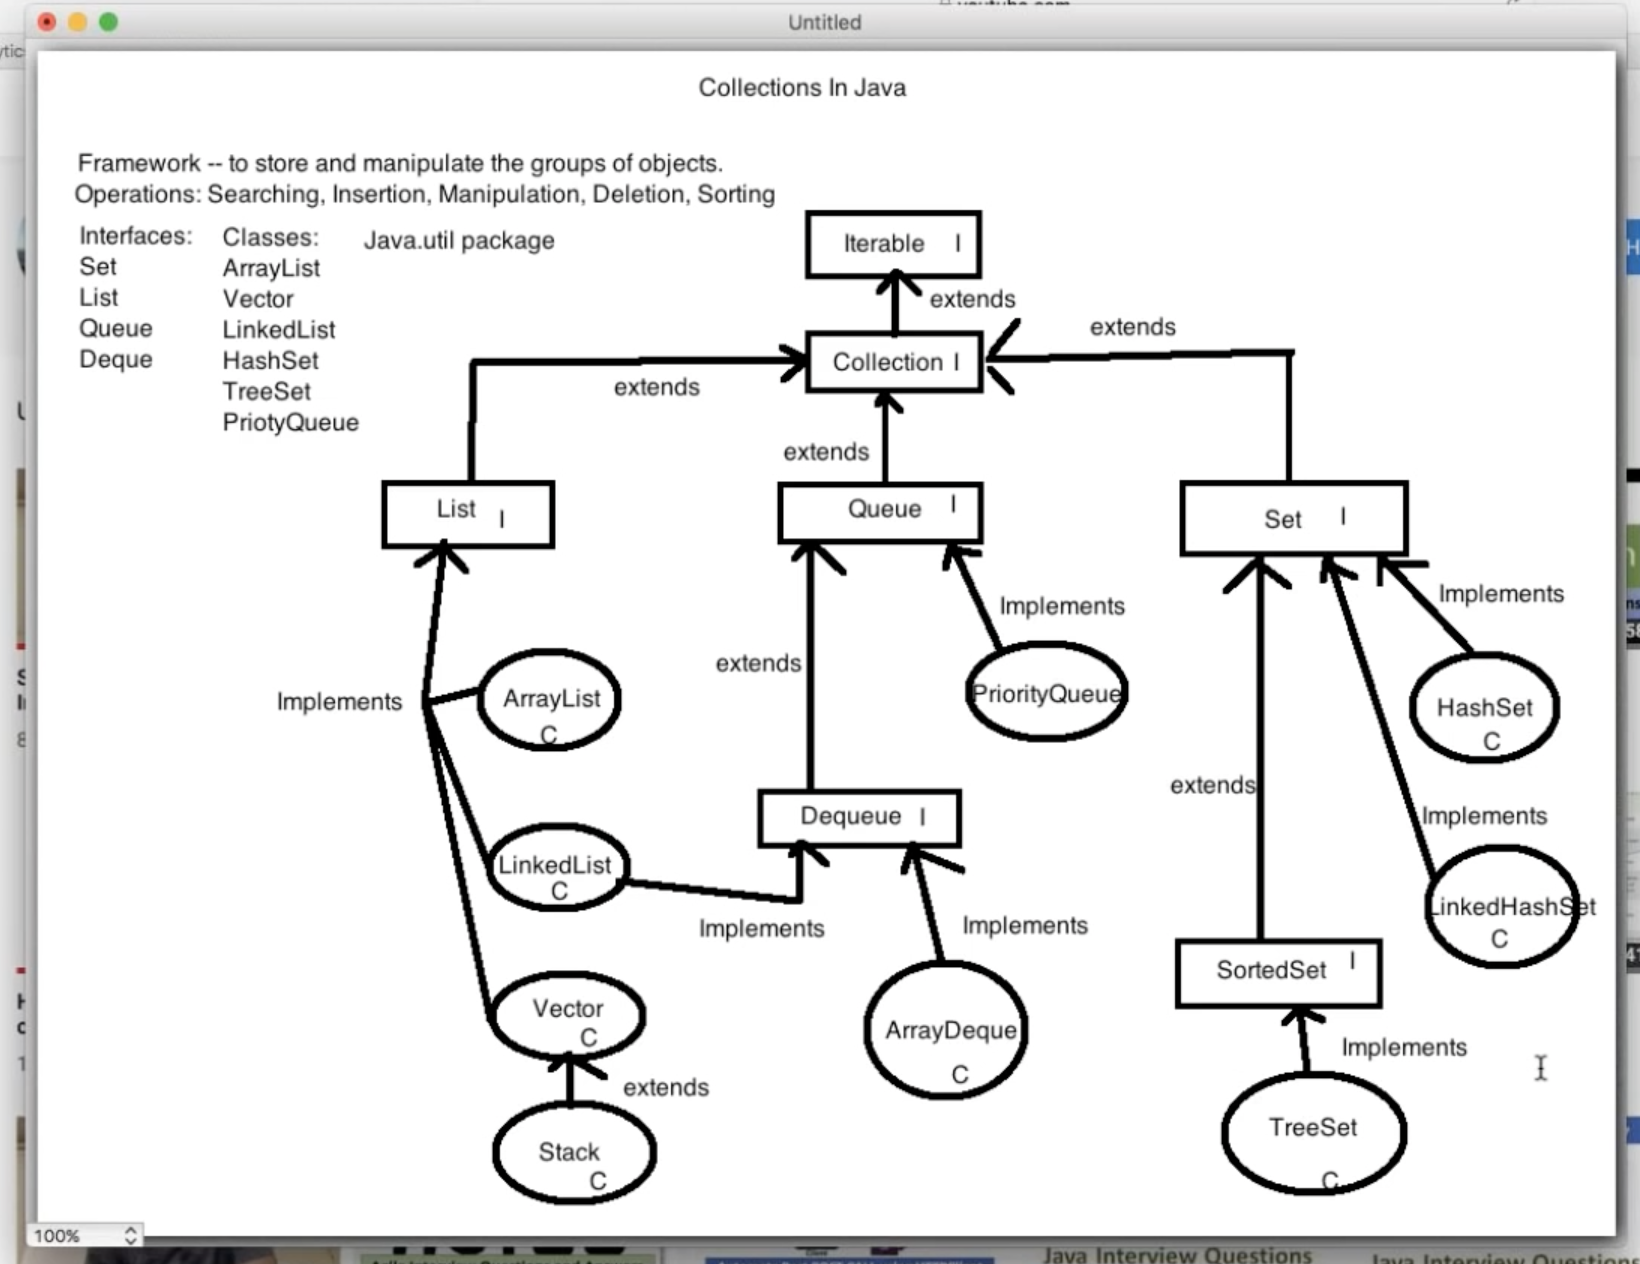 Untitled
Collections In Java
Framework -- to store and manipulate the groups of objects.
Operations: Searching, Insertion, Manipulation, Deletion, Sorting
Interfaces:
Set
List
Queue
Deque
Classes:
ArrayList
Vector
LinkedList
HashSet
TreeSet
PriotyQueue
Java.util package
Iterable I
extends
Collection I
extends
extends
extends
List I
Queue I
Set I
Implements
ArrayList
C
LinkedList
C
Implements
Vector
C
extends
Stack
C
extends
Implements
PriorityQueue
Dequeue I
Implements
ArrayDeque
C
Implements
HashSet
C
extends
Implements
LinkedHashSet
C
SortedSet I
Implements
TreeSet
C
100%
Java Interview Questions
Java Interview Questions